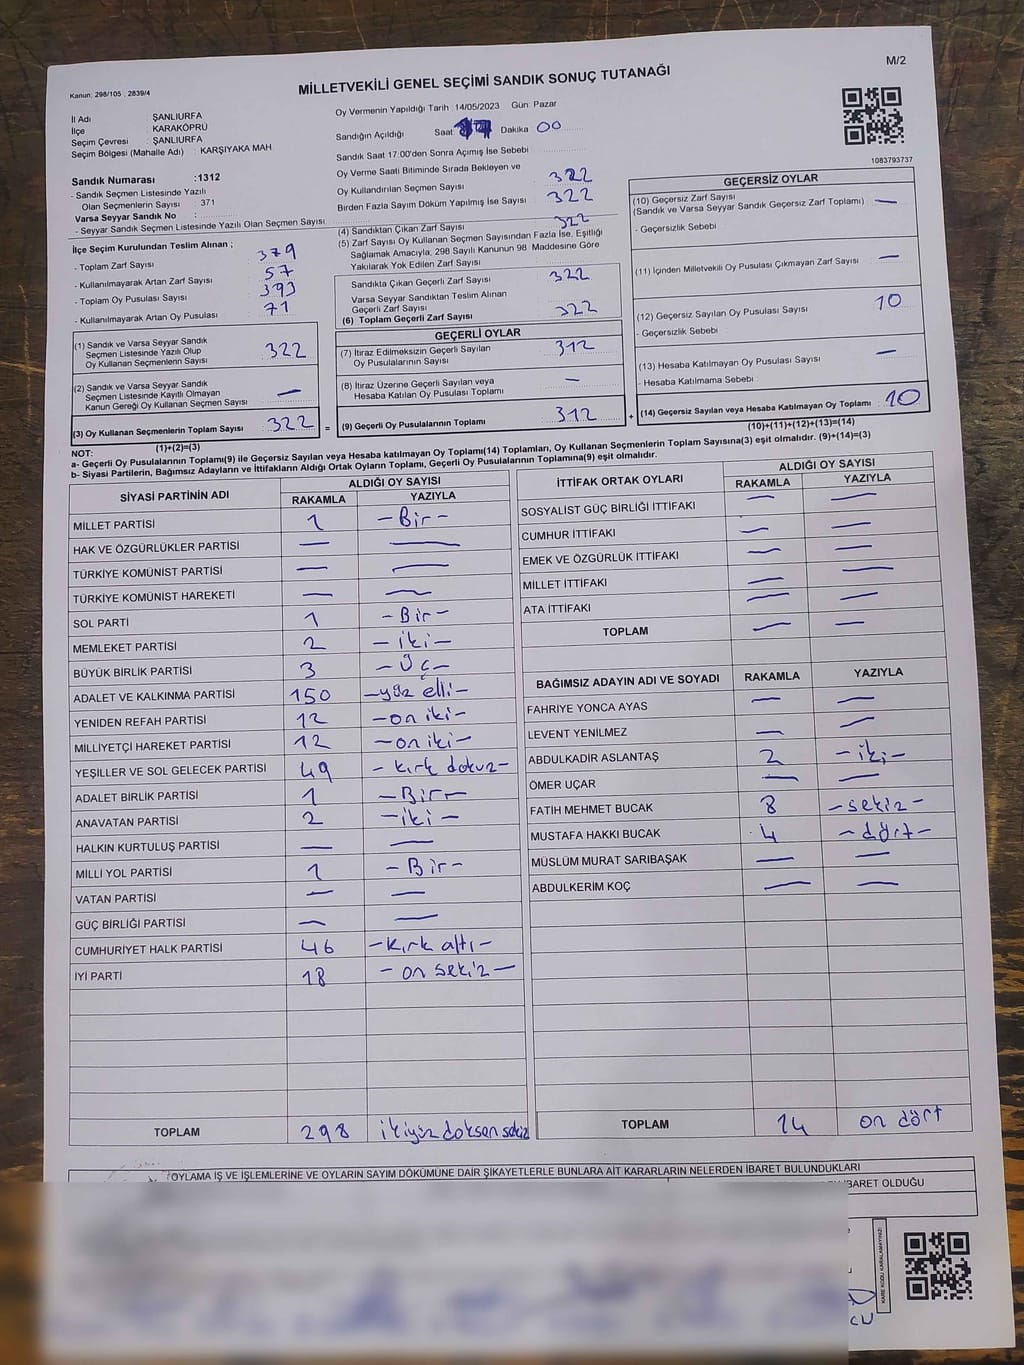 Kanun: 298/105 , 2839/4
MİLLETVEKİLİ GENEL SEÇİMİ SANDIK SONUÇ TUTANAĞI
M/2
İl Adı ŞANLIURFA
İlçe KARAKÖPRÜ
Seçim Çevresi : ŞANLIURFA
Seçim Bölgesi (Mahalle Adı) : KARŞIYAKA MAH
Sandık Numarası :1312
- Sandık Seçmen Listesinde Yazılı
Olan Seçmenlerin Sayısı 371
Varsa Seyyar Sandık No :
- Seyyar Sandık Seçmen Listesinde Yazılı Olan Seçmen Sayısı
Oy Vermenin Yapıldığı Tarih : 14/05/2023 Gün: Pazar
Sandığın Açıldığı Saat Dakika 00
Sandık Saat 17:00'den Sonra Açımış İse Sebebi
Oy Verme Saati Bitiminde Sırada Bekleyen ve
Oy Kullandırılan Seçmen Sayısı 322
Birden Fazla Sayım Döküm Yapılmış İse Sayısı 322
(4) Sandıktan Çıkan Zarf Sayısı 322
(5) Zarf Sayısı Oy Kullanan Seçmen Sayısından Fazla İse, Eşitliği
Sağlamak Amacıyla, 298 Sayılı Kanunun 98. Maddesine Göre
Yakılarak Yok Edilen Zarf Sayısı
Sandıkta Çıkan Geçerli Zarf Sayısı 322
Varsa Seyyar Sandıktan Teslim Alınan
Geçerli Zarf Sayısı
(6) Toplam Geçerli Zarf Sayısı 322
1083793737
İlçe Seçim Kurulundan Teslim Alınan ;
- Toplam Zarf Sayısı 379
- Kullanılmayarak Artan Zarf Sayısı 57
- Toplam Oy Pusulası Sayısı 393
- Kullanılmayarak Artan Oy Pusulası 71
(1) Sandık ve Varsa Seyyar Sandık
Seçmen Listesinde Yazılı Olup
Oy Kullanan Seçmenlerin Sayısı 322
(2) Sandık ve Varsa Seyyar Sandık
Seçmen Listesinde Kayıtlı Olmayan
Kanun Gereği Oy Kullanan Seçmen Sayısı —
(3) Oy Kullanan Seçmenlerin Toplam Sayısı 322 =
(1)+(2)=(3)
GEÇERLİ OYLAR
(7) İtiraz Edilmeksizin Geçerli Sayılan
Oy Pusulalarının Sayısı 312
(8) İtiraz Üzerine Geçerli Sayılan veya
Hesaba Katılan Oy Pusulası Toplamı —
(9) Geçerli Oy Pusulalarının Toplamı 312 +
GEÇERSİZ OYLAR
(10) Geçersiz Zarf Sayısı —
(Sandık ve Varsa Seyyar Sandık Geçersiz Zarf Toplamı)
- Geçersizlik Sebebi
(11) İçinden Milletvekili Oy Pusulası Çıkmayan Zarf Sayısı —
(12) Geçersiz Sayılan Oy Pusulası Sayısı 10
- Geçersizlik Sebebi
(13) Hesaba Katılmayan Oy Pusulası Sayısı —
- Hesaba Katılmama Sebebi
(14) Geçersiz Sayılan veya Hesaba Katılmayan Oy Toplamı 10
(10)+(11)+(12)+(13)=(14)
NOT:
a- Geçerli Oy Pusulalarının Toplamı(9) ile Geçersiz Sayılan veya Hesaba katılmayan Oy Toplamı(14) Toplamları, Oy Kullanan Seçmenlerin Toplam Sayısına(3) eşit olmalıdır. (9)+(14)=(3)
b- Siyasi Partilerin, Bağımsız Adayların ve İttifakların Aldığı Ortak Oyların Toplamı, Geçerli Oy Pusulalarının Toplamına(9) eşit olmalıdır.
SİYASİ PARTİNİN ADI ALDIĞI OY SAYISI
RAKAMLA YAZIYLA
MİLLET PARTİSİ 1 -Bir-
HAK VE ÖZGÜRLÜKLER PARTİSİ — —
TÜRKİYE KOMÜNİST PARTİSİ — —
TÜRKİYE KOMÜNİST HAREKETİ — —
SOL PARTİ 1 -Bir-
MEMLEKET PARTİSİ 2 -iki-
BÜYÜK BİRLİK PARTİSİ 3 -Üç-
ADALET VE KALKINMA PARTİSİ 150 -yüz elli-
YENİDEN REFAH PARTİSİ 12 -on iki-
MİLLİYETÇİ HAREKET PARTİSİ 12 -on iki-
YEŞİLLER VE SOL GELECEK PARTİSİ 49 -kırk dokuz-
ADALET BİRLİK PARTİSİ 1 -Bir-
ANAVATAN PARTİSİ 2 -iki-
HALKIN KURTULUŞ PARTİSİ — —
MİLLİ YOL PARTİSİ 1 -Bir-
VATAN PARTİSİ — —
GÜÇ BİRLİĞİ PARTİSİ — —
CUMHURİYET HALK PARTİSİ 46 -kırk altı-
İYİ PARTİ 18 -on sekiz-
TOPLAM 298 ikiyüz doksan sekiz
İTTİFAK ORTAK OYLARI ALDIĞI OY SAYISI
RAKAMLA YAZIYLA
SOSYALİST GÜÇ BİRLİĞİ İTTİFAKI — —
CUMHUR İTTİFAKI — —
EMEK VE ÖZGÜRLÜK İTTİFAKI — —
MİLLET İTTİFAKI — —
ATA İTTİFAKI — —
TOPLAM — —
BAĞIMSIZ ADAYIN ADI VE SOYADI RAKAMLA YAZIYLA
FAHRİYE YONCA AYAS — —
LEVENT YENİLMEZ — —
ABDULKADİR ASLANTAŞ 2 -iki-
ÖMER UÇAR — —
FATİH MEHMET BUCAK 8 -sekiz-
MUSTAFA HAKKI BUCAK 4 -dört-
MÜSLÜM MURAT SARIBAŞAK — —
ABDULKERİM KOÇ — —
TOPLAM 14 on dört
OYLAMA İŞ VE İŞLEMLERİNE VE OYLARIN SAYIM DÖKÜMÜNE DAİR ŞİKAYETLERLE BUNLARA AİT KARARLARIN NELERDEN İBARET BULUNDUKLARI
İBARET OLDUĞU
KARE KODU KARALAMAYINIZ!